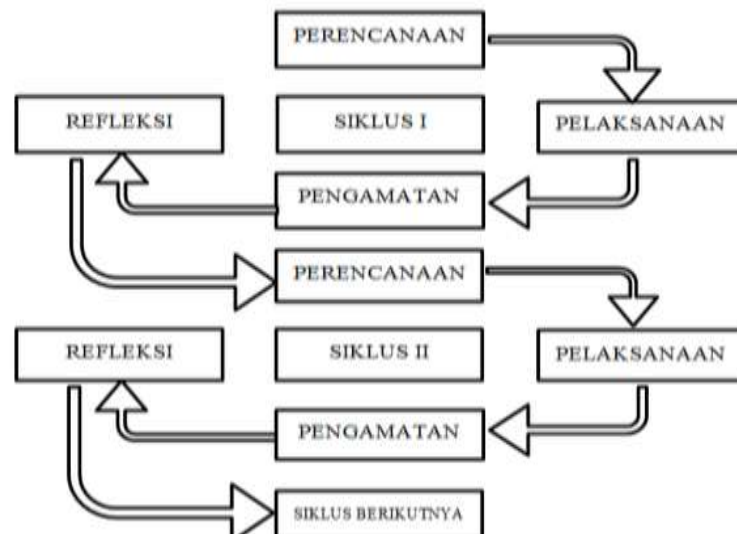 PERENCANAAN
REFLEKSI
SIKLUS I
PELAKSANAAN
PENGAMATAN
PERENCANAAN
REFLEKSI
SIKLUS II
PELAKSANAAN
PENGAMATAN
SIKLUS BERIKUTNYA